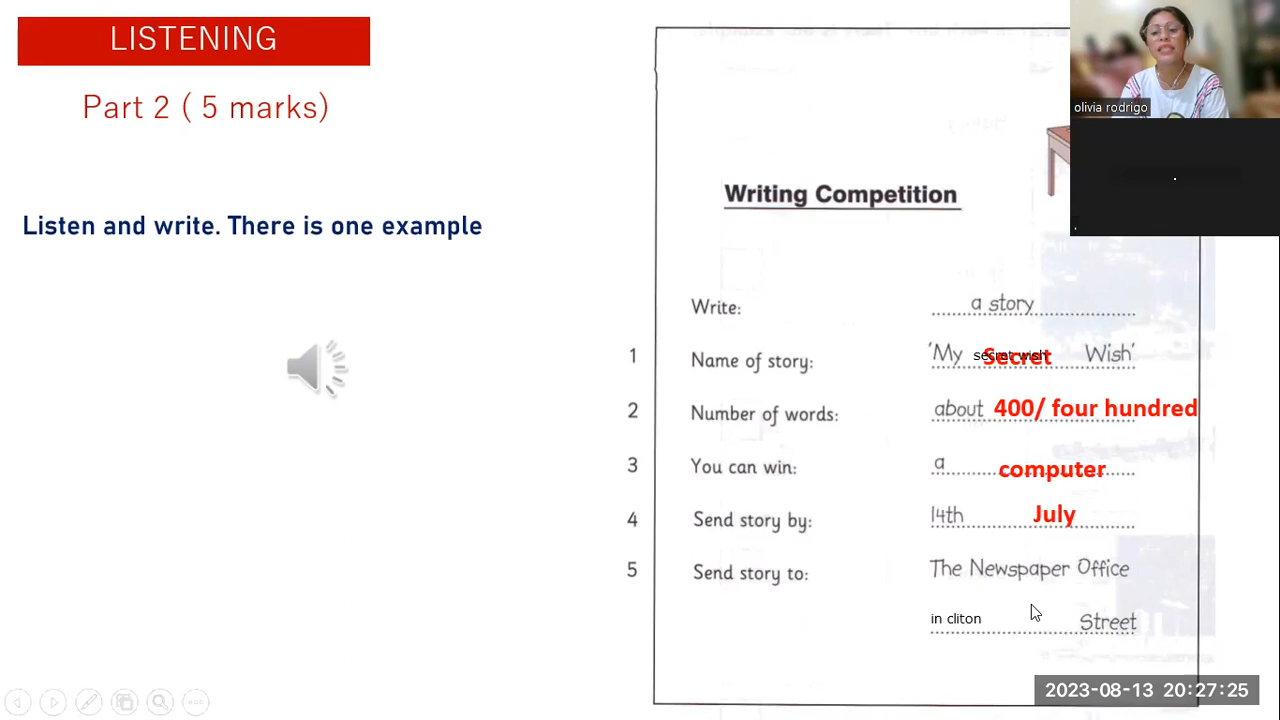 LISTENING
Part 2 ( 5 marks)
Listen and write. There is one example
olivia rodrigo
Writing Competition
Write: a story
1 Name of story: 'My secret wish Secret Wish'
2 Number of words: about 400/ four hundred
3 You can win: a computer
4 Send story by: 14th July
5 Send story to: The Newspaper Office
in cliton Street
2023-08-13 20:27:25